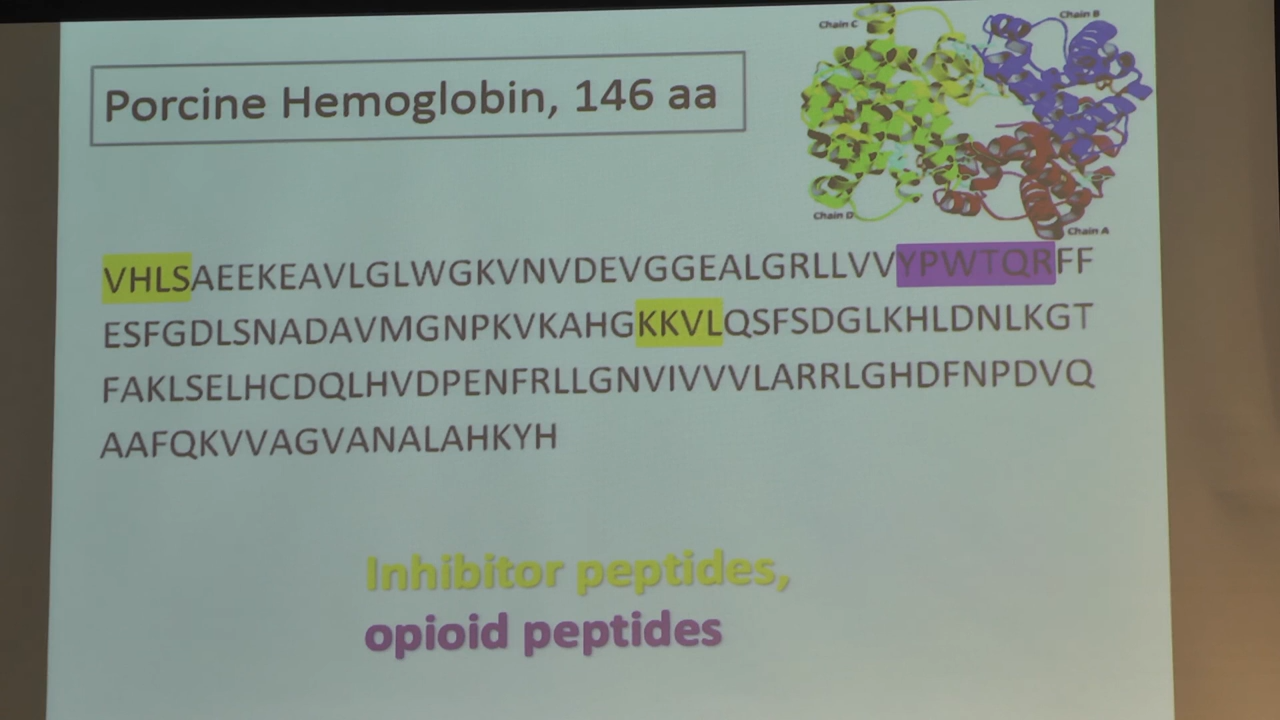 Chain C
Chain B
Porcine Hemoglobin, 146 aa
Chain D
Chain A
VHLSAEEKEAVLGLWGKVNVDEVGGEALGRLLVVYPWTQRFF
ESFGDLSNADAVMGNPKVKAHGKKVLQSFSDGLKHLDNLKGT
FAKLSELHCDQLHVDPENFRLLGNVIVVVLARRLGHDFNPDVQ
AAFQKVVAGVANALAHKYH
Inhibitor peptides,
opioid peptides